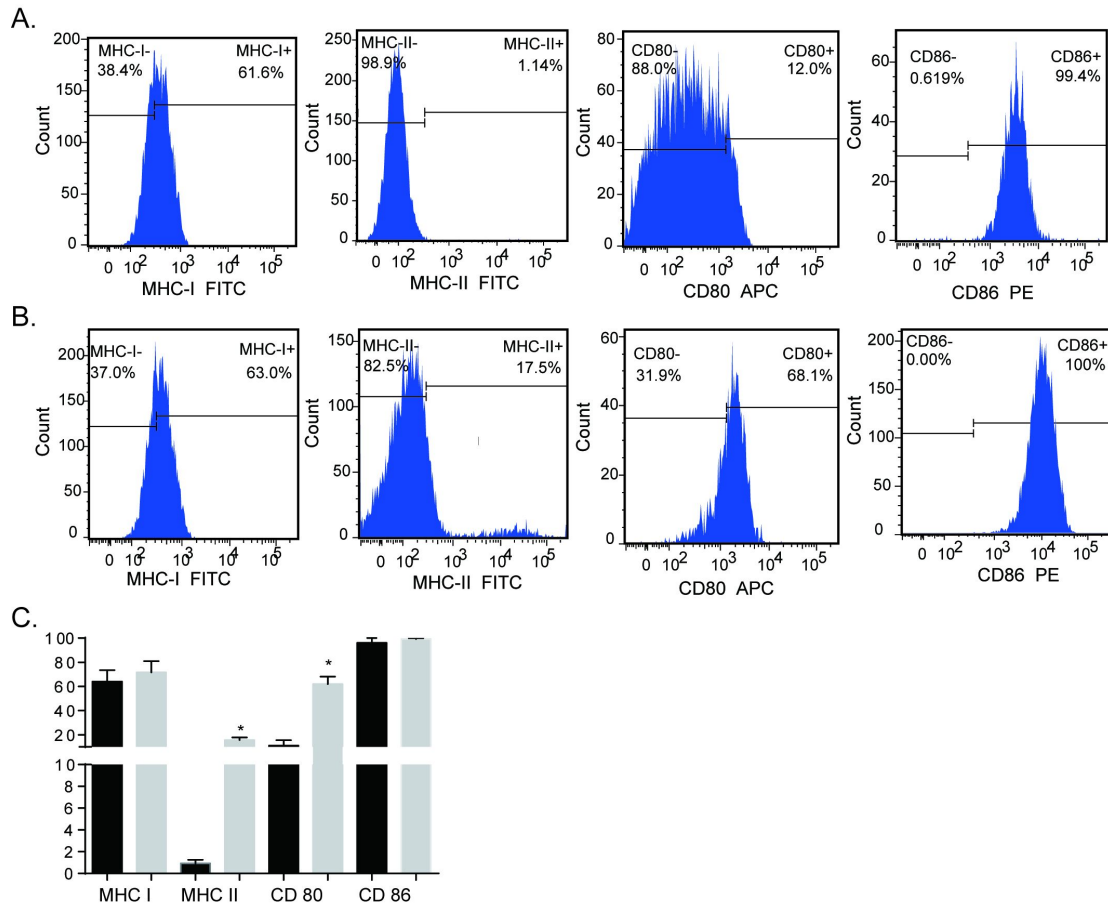 A.
MHC-I- MHC-I+
38.4% 61.6%
200
150
100
50
0
Count
0 10² 10³ 10⁴ 10⁵
MHC-I FITC
MHC-II- MHC-II+
98.9% 1.14%
250
200
150
100
50
0
Count
0 10² 10³ 10⁴ 10⁵
MHC-II FITC
CD80- CD80+
88.0% 12.0%
80
60
40
20
0
Count
0 10² 10³ 10⁴ 10⁵
CD80 APC
CD86- CD86+
0.619% 99.4%
60
40
20
0
Count
0 10² 10³ 10⁴ 10⁵
CD86 PE
B.
MHC-I- MHC-I+
37.0% 63.0%
200
150
100
50
0
Count
0 10² 10³ 10⁴ 10⁵
MHC-I FITC
MHC-II- MHC-II+
82.5% 17.5%
150
100
50
0
Count
0 10² 10³ 10⁴ 10⁵
MHC-II FITC
CD80- CD80+
31.9% 68.1%
60
40
20
0
Count
0 10² 10³ 10⁴ 10⁵
CD80 APC
CD86- CD86+
0.00% 100%
200
150
100
50
0
Count
0 10² 10³ 10⁴ 10⁵
CD86 PE
C.
100
80
60
40
20
10
8
6
4
2
0
*
*
MHC I MHC II CD 80 CD 86